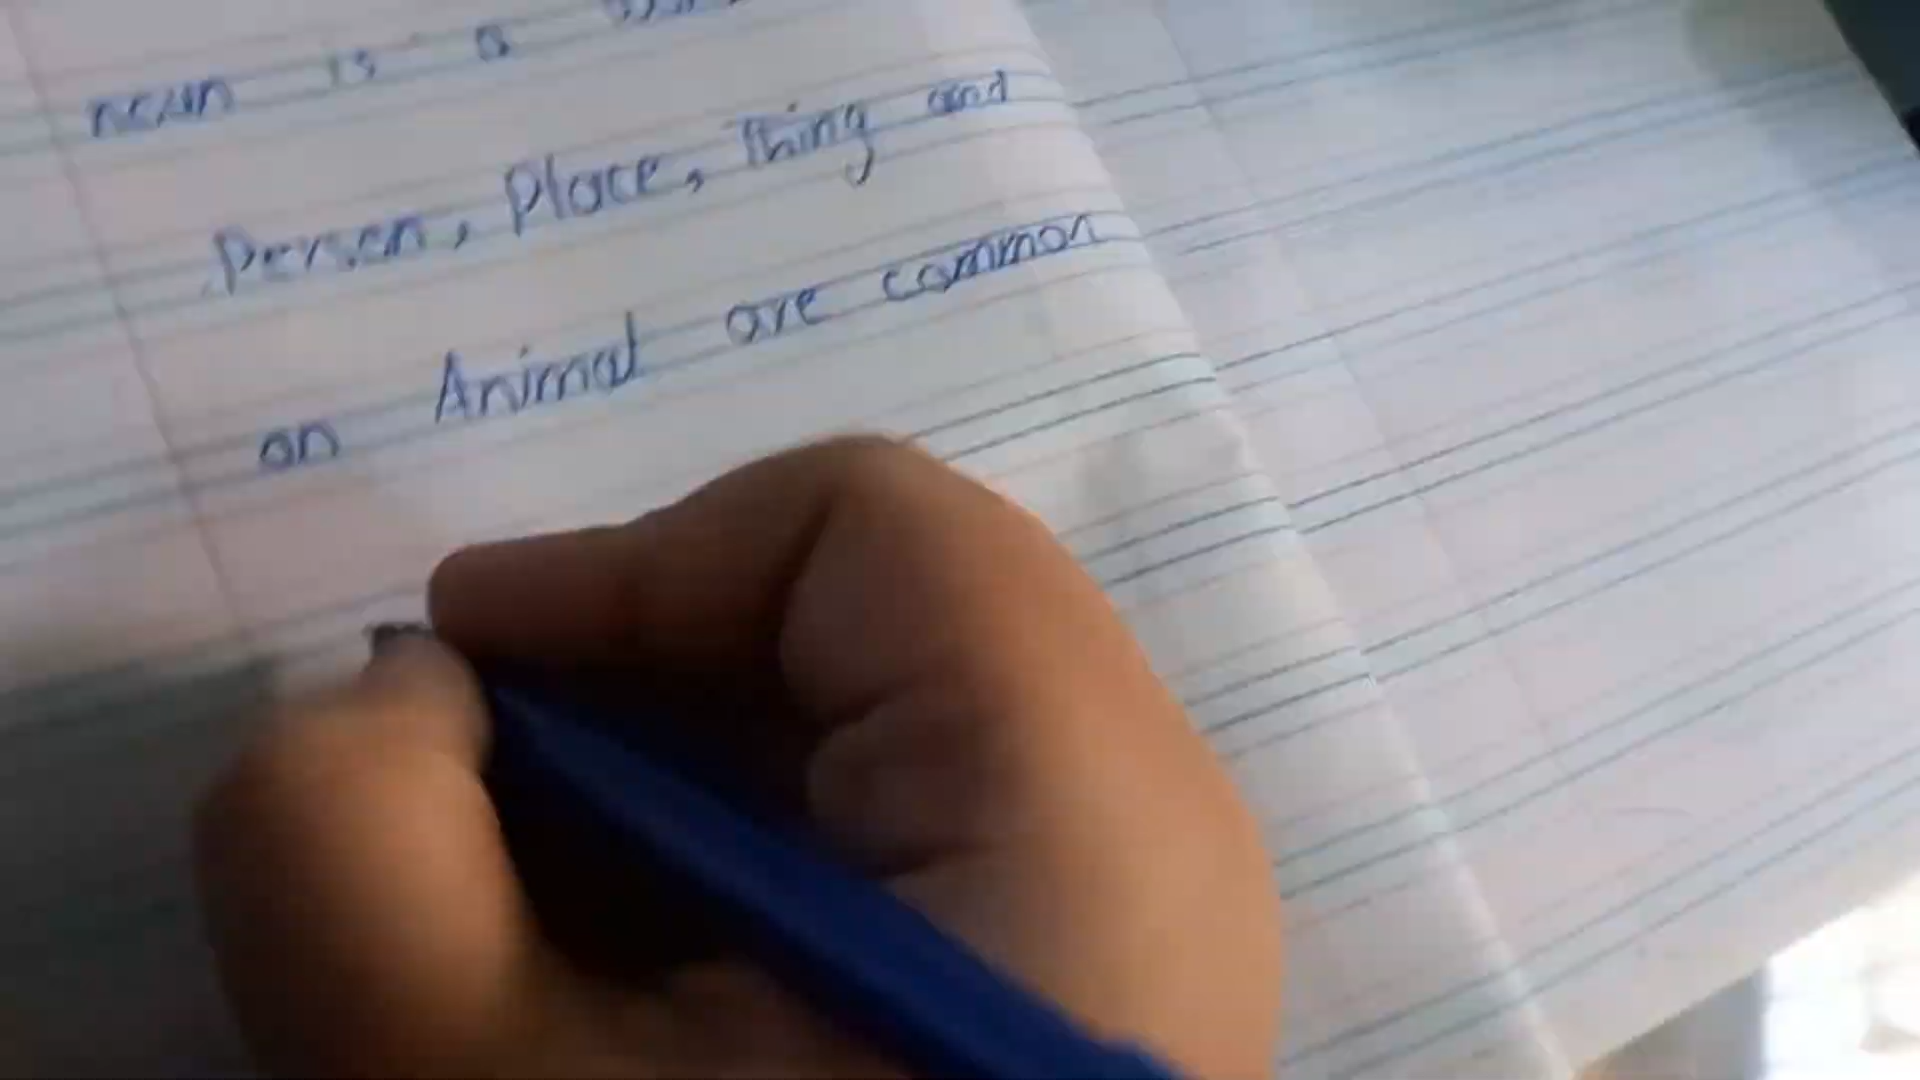 noun is a
Person, Place, thing and
an Animal are common